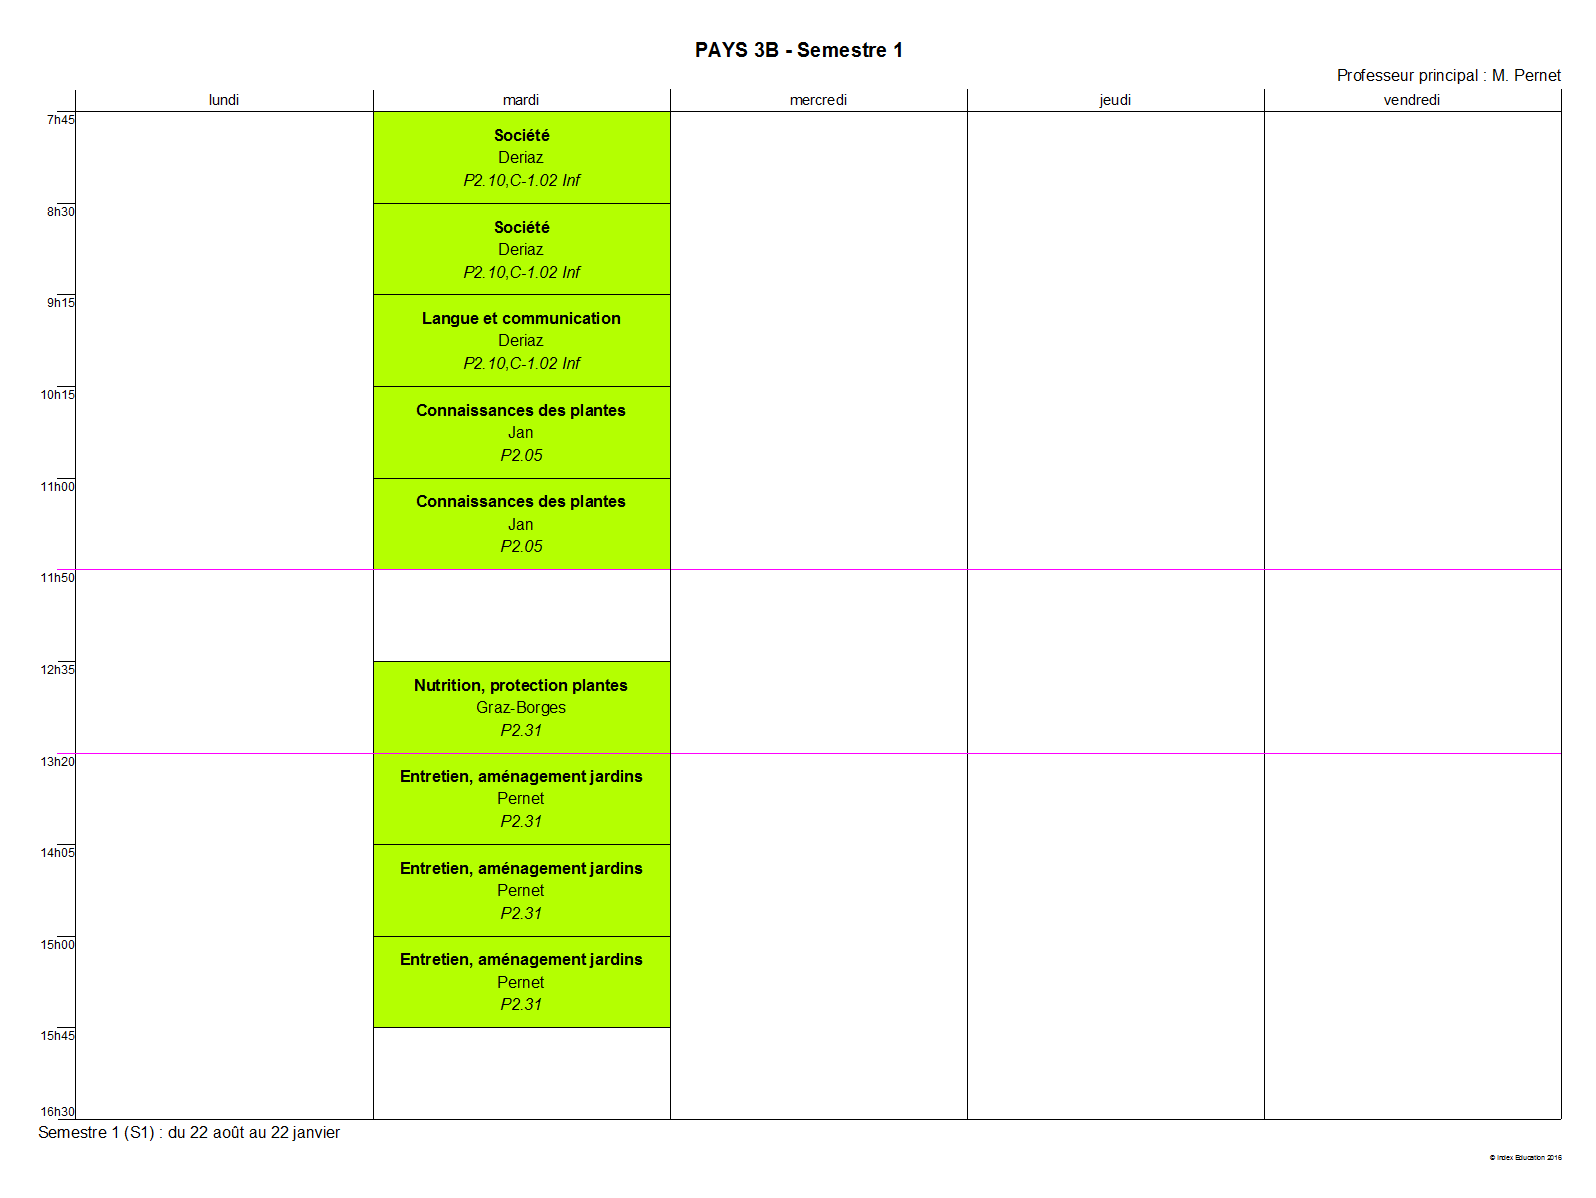 PAYS 3B - Semestre 1
Professeur principal : M. Pernet
lundi
mardi
mercredi
jeudi
vendredi
7h45
Société
Deriaz
P2.10,C-1.02 Inf
8h30
Société
Deriaz
P2.10,C-1.02 Inf
9h15
Langue et communication
Deriaz
P2.10,C-1.02 Inf
10h15
Connaissances des plantes
Jan
P2.05
11h00
Connaissances des plantes
Jan
P2.05
11h50
12h35
Nutrition, protection plantes
Graz-Borges
P2.31
13h20
Entretien, aménagement jardins
Pernet
P2.31
14h05
Entretien, aménagement jardins
Pernet
P2.31
15h00
Entretien, aménagement jardins
Pernet
P2.31
15h45
16h30
Semestre 1 (S1) : du 22 août au 22 janvier
© Index Education 2016